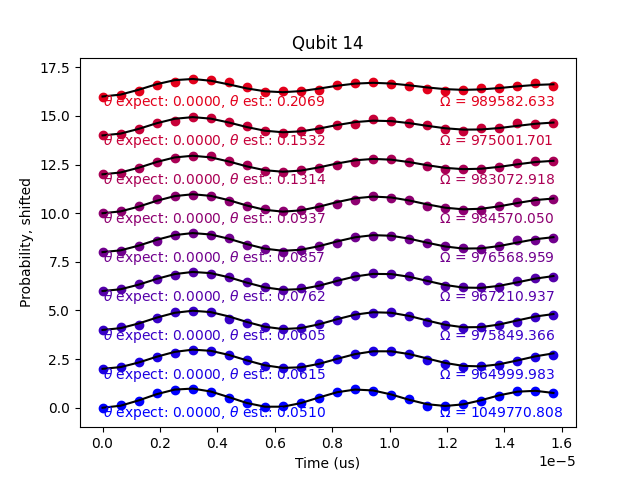 Qubit 14
Probability, shifted
17.5
15.0
12.5
10.0
7.5
5.0
2.5
0.0
θ expect: 0.0000, θ est.: 0.2069 Ω = 989582.633
θ expect: 0.0000, θ est.: 0.1532 Ω = 975001.701
θ expect: 0.0000, θ est.: 0.1314 Ω = 983072.918
θ expect: 0.0000, θ est.: 0.0937 Ω = 984570.050
θ expect: 0.0000, θ est.: 0.0857 Ω = 976568.959
θ expect: 0.0000, θ est.: 0.0762 Ω = 967210.937
θ expect: 0.0000, θ est.: 0.0605 Ω = 975849.366
θ expect: 0.0000, θ est.: 0.0615 Ω = 964999.983
θ expect: 0.0000, θ est.: 0.0510 Ω = 1049770.808
0.0 0.2 0.4 0.6 0.8 1.0 1.2 1.4 1.6
1e−5
Time (us)